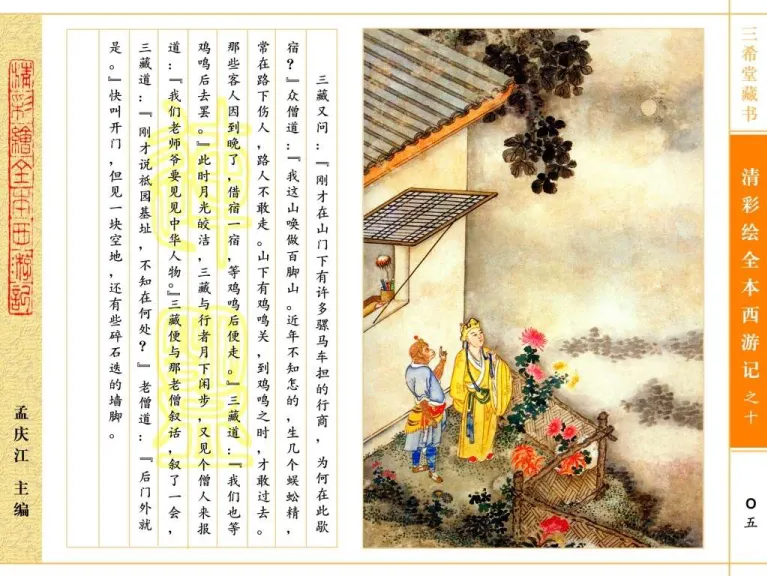 三希堂藏书
清彩绘全本西游记之十
〇五
三藏又问：『刚才在山门下有许多骡马车担的行商，为何在此歇
宿？』众僧道：『我这山唤做百脚山。近年不知怎的，生几个蜈蚣精，
常在路下伤人，路人不敢走。山下有鸡鸣关，到鸡鸣之时，才敢过去。
那些客人因到晚了，借宿一宿，等鸡鸣后便走。』三藏道：『我们也等
鸡鸣后去罢。』此时月光皎洁，三藏与行者月下闲步，又见个僧人来报
道：『我们老师爷要见见中华人物。』三藏便与那老僧叙话，叙了一会，
三藏道：『刚才说祗园基址，不知在何处？』老僧道：『后门外就
是。』快叫开门，但见一块空地，还有些碎石迭的墙脚。
清彩绘全本西游记
孟庆江 主编